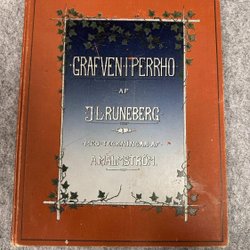 GRAFVEN I PERRHO
AF
J L RUNEBERG
MED TECKNINGAR AF
A. MALMSTRÖM.